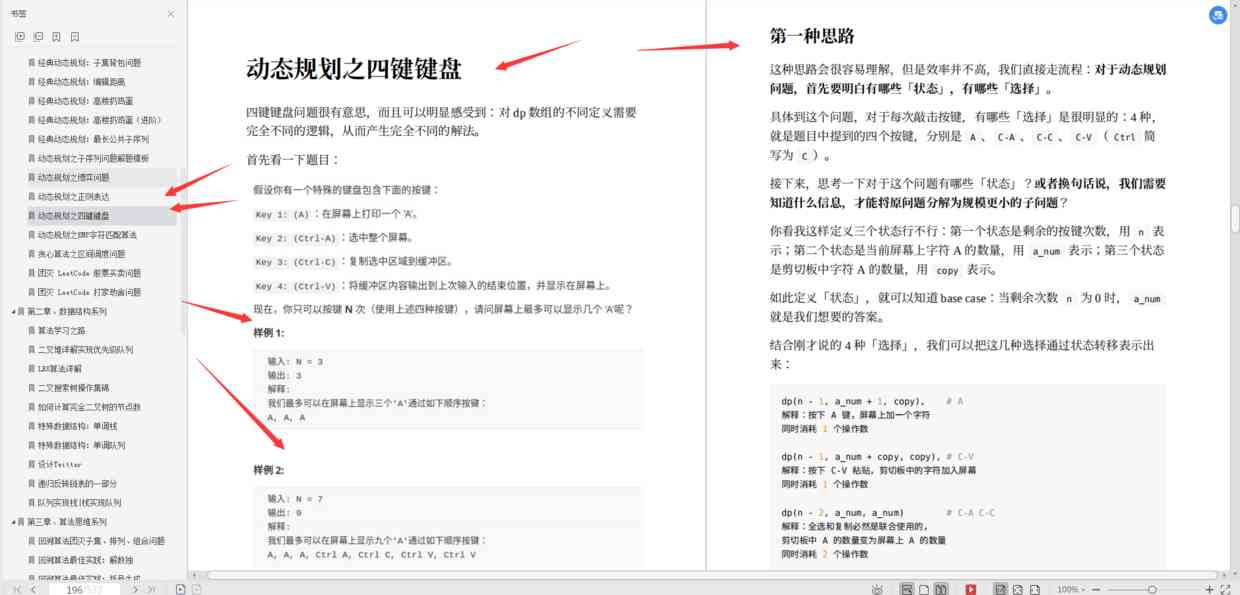 书签
经典动态规划: 子集背包问题
经典动态规划: 编辑距离
经典动态规划: 高楼扔鸡蛋
经典动态规划: 高楼扔鸡蛋 (进阶)
经典动态规划: 最长公共子序列
动态规划之子序列问题解题模板
动态规划之博弈问题
动态规划之正则表达
动态规划之四键键盘
动态规划之KMP字符匹配算法
贪心算法之区间调度问题
团灭 LeetCode 股票买卖问题
团灭 LeetCode 打家劫舍问题
第二章、数据结构系列
算法学习之路
二叉堆详解实现优先级队列
LRU算法详解
二叉搜索树操作集锦
如何计算完全二叉树的节点数
特殊数据结构: 单调栈
特殊数据结构: 单调队列
设计Twitter
递归反转链表的一部分
队列实现栈|栈实现队列
第三章、算法思维系列
回溯算法团灭子集、排列、组合问题
回溯算法最佳实践: 解数独
回溯算法最佳实践: 括号生成
动态规划之四键键盘
四键键盘问题很有意思,而且可以明显感受到:对 dp 数组的不同定义需要
完全不同的逻辑,从而产生完全不同的解法。
首先看一下题目:
假设你有一个特殊的键盘包含下面的按键:
Key 1: (A):在屏幕上打印一个 'A'。
Key 2: (Ctrl-A):选中整个屏幕。
Key 3: (Ctrl-C):复制选中区域到缓冲区。
Key 4: (Ctrl-V):将缓冲区内容输出到上次输入的结束位置,并显示在屏幕上。
现在,你只可以按键 N 次(使用上述四种按键),请问屏幕上最多可以显示几个 'A'呢?
样例 1:
输入: N = 3
输出: 3
解释:
我们最多可以在屏幕上显示三个'A'通过如下顺序按键:
A, A, A
样例 2:
输入: N = 7
输出: 9
解释:
我们最多可以在屏幕上显示九个'A'通过如下顺序按键:
A, A, A, Ctrl A, Ctrl C, Ctrl V, Ctrl V
第一种思路
这种思路会很容易理解,但是效率并不高,我们直接走流程:对于动态规划
问题,首先要明白有哪些「状态」,有哪些「选择」。
具体到这个问题,对于每次敲击按键,有哪些「选择」是很明显的:4 种,
就是题目中提到的四个按键,分别是 A 、 C-A 、 C-C 、 C-V ( Ctrl 简
写为 C )。
接下来,思考一下对于这个问题有哪些「状态」?或者换句话说,我们需要
知道什么信息,才能将原问题分解为规模更小的子问题?
你看我这样定义三个状态行不行:第一个状态是剩余的按键次数,用 n 表
示;第二个状态是当前屏幕上字符 A 的数量,用 a_num 表示;第三个状态
是剪切板中字符 A 的数量,用 copy 表示。
如此定义「状态」,就可以知道 base case:当剩余次数 n 为 0 时, a_num
就是我们想要的答案。
结合刚才说的 4 种「选择」,我们可以把这几种选择通过状态转移表示出
来:
dp(n - 1, a_num + 1, copy), # A
解释:按下 A 键,屏幕上加一个字符
同时消耗 1 个操作数
dp(n - 1, a_num + copy, copy), # C-V
解释:按下 C-V 粘贴,剪切板中的字符加入屏幕
同时消耗 1 个操作数
dp(n - 2, a_num, a_num) # C-A C-C
解释:全选和复制必然是联合使用的,
剪切板中 A 的数量变为屏幕上 A 的数量
同时消耗 2 个操作数
100%